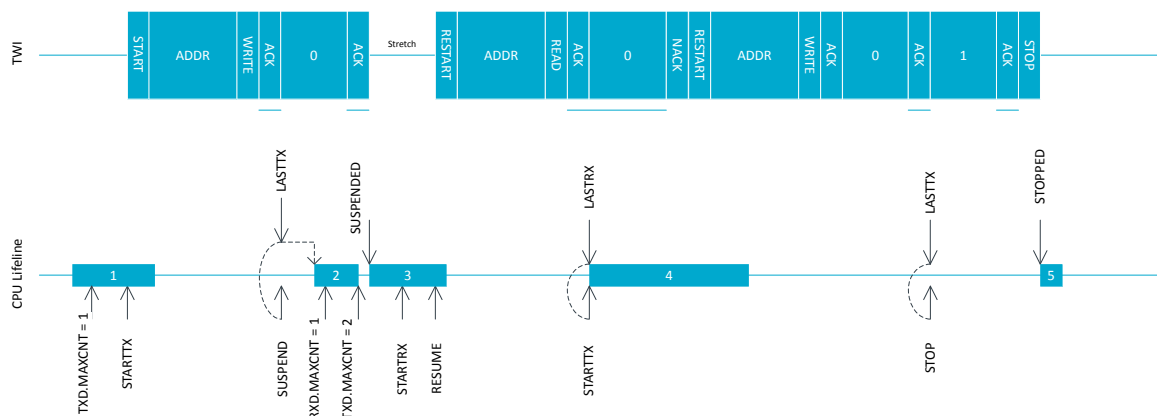 TWI
START
ADDR
WRITE
ACK
0
ACK
Stretch
RESTART
ADDR
READ
ACK
0
NACK
RESTART
ADDR
WRITE
ACK
0
ACK
1
ACK
STOP
CPU Lifeline
LASTTX
SUSPENDED
LASTRX
LASTTX
STOPPED
1
2
3
4
5
TXD.MAXCNT = 1
STARTTX
SUSPEND
RXD.MAXCNT = 1
TXD.MAXCNT = 2
STARTRX
RESUME
STARTTX
STOP